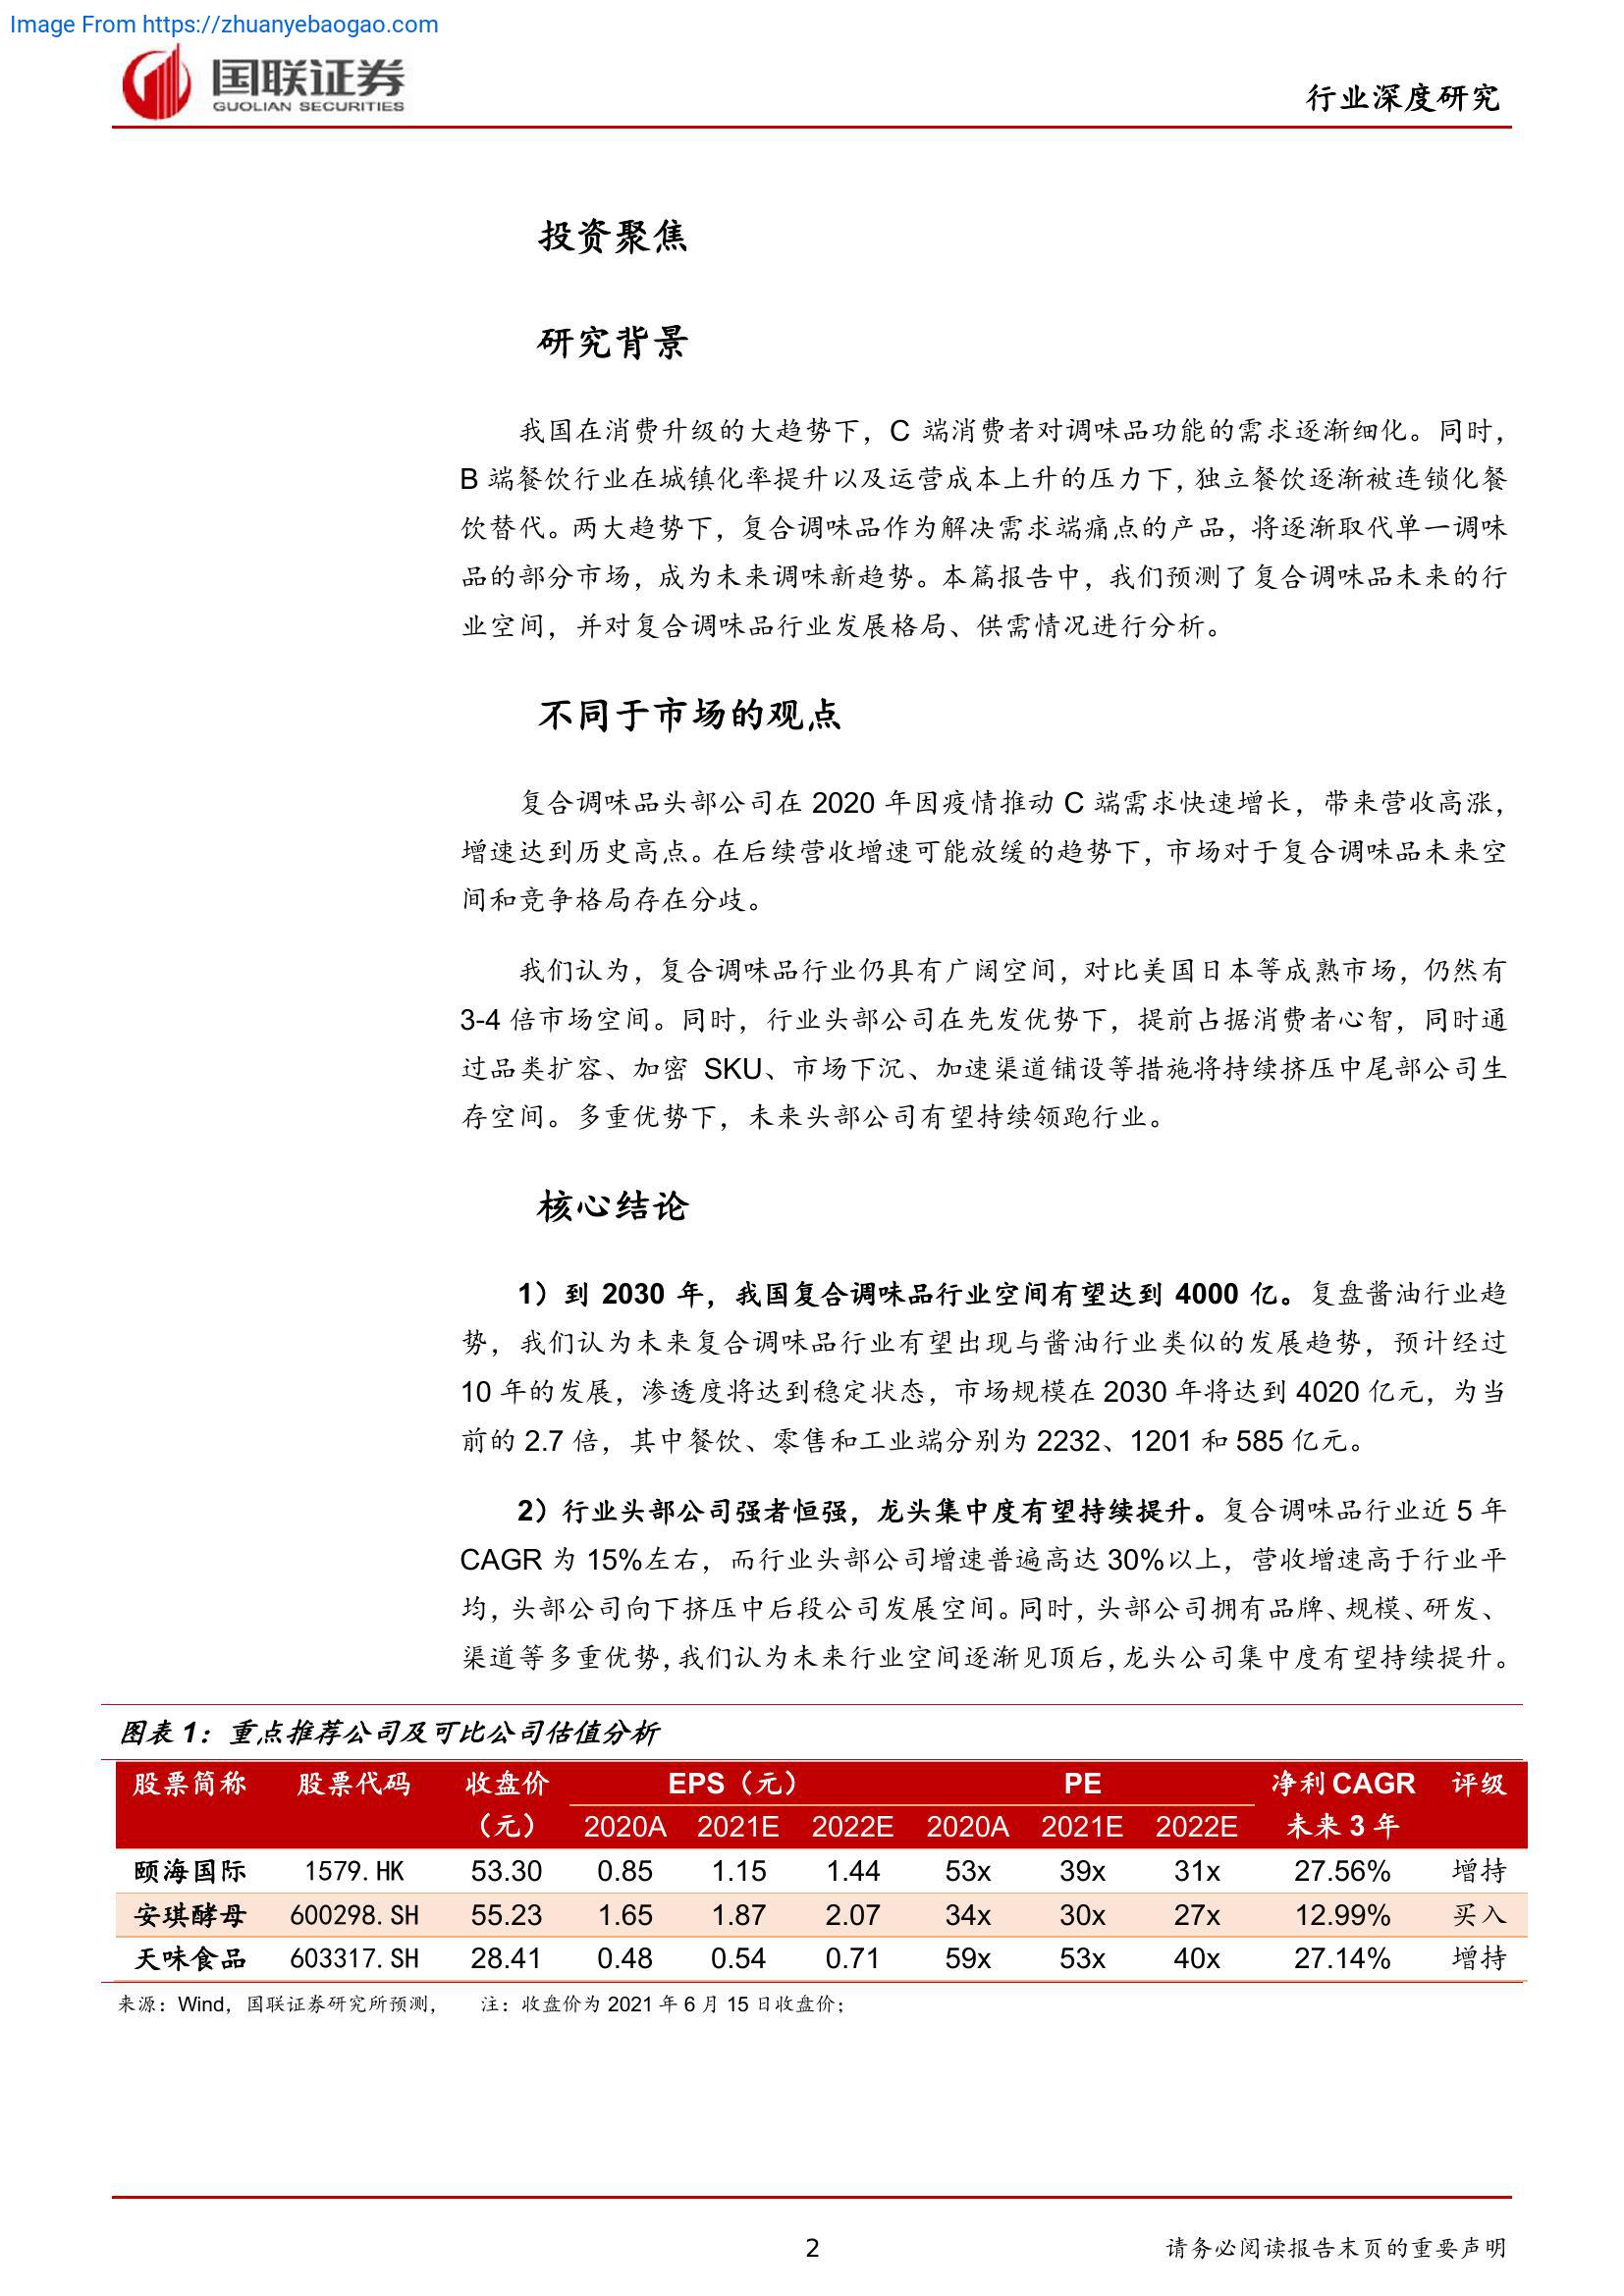 Image From https://zhuanyebaogao.com
国联证券
GUOLIAN SECURITIES
行业深度研究
投资聚焦
研究背景
我国在消费升级的大趋势下，C 端消费者对调味品功能的需求逐渐细化。同时，
B 端餐饮行业在城镇化率提升以及运营成本上升的压力下，独立餐饮逐渐被连锁化餐
饮替代。两大趋势下，复合调味品作为解决需求端痛点的产品，将逐渐取代单一调味
品的部分市场，成为未来调味新趋势。本篇报告中，我们预测了复合调味品未来的行
业空间，并对复合调味品行业发展格局、供需情况进行分析。
不同于市场的观点
复合调味品头部公司在 2020 年因疫情推动 C 端需求快速增长，带来营收高涨，
增速达到历史高点。在后续营收增速可能放缓的趋势下，市场对于复合调味品未来空
间和竞争格局存在分歧。
我们认为，复合调味品行业仍具有广阔空间，对比美国日本等成熟市场，仍然有
3-4 倍市场空间。同时，行业头部公司在先发优势下，提前占据消费者心智，同时通
过品类扩容、加密 SKU、市场下沉、加速渠道铺设等措施将持续挤压中尾部公司生
存空间。多重优势下，未来头部公司有望持续领跑行业。
核心结论
1）到 2030 年，我国复合调味品行业空间有望达到 4000 亿。复盘酱油行业趋
势，我们认为未来复合调味品行业有望出现与酱油行业类似的发展趋势，预计经过
10 年的发展，渗透度将达到稳定状态，市场规模在 2030 年将达到 4020 亿元，为当
前的 2.7 倍，其中餐饮、零售和工业端分别为 2232、1201 和 585 亿元。
2）行业头部公司强者恒强，龙头集中度有望持续提升。复合调味品行业近 5 年
CAGR 为 15%左右，而行业头部公司增速普遍高达 30%以上，营收增速高于行业平
均，头部公司向下挤压中后段公司发展空间。同时，头部公司拥有品牌、规模、研发、
渠道等多重优势，我们认为未来行业空间逐渐见顶后，龙头公司集中度有望持续提升。
图表 1：重点推荐公司及可比公司估值分析
股票简称 股票代码 收盘价 EPS（元） PE 净利 CAGR 评级
（元） 2020A 2021E 2022E 2020A 2021E 2022E 未来 3 年
颐海国际 1579.HK 53.30 0.85 1.15 1.44 53x 39x 31x 27.56% 增持
安琪酵母 600298.SH 55.23 1.65 1.87 2.07 34x 30x 27x 12.99% 买入
天味食品 603317.SH 28.41 0.48 0.54 0.71 59x 53x 40x 27.14% 增持
来源：Wind，国联证券研究所预测， 注：收盘价为 2021 年 6 月 15 日收盘价；
2 请务必阅读报告末页的重要声明